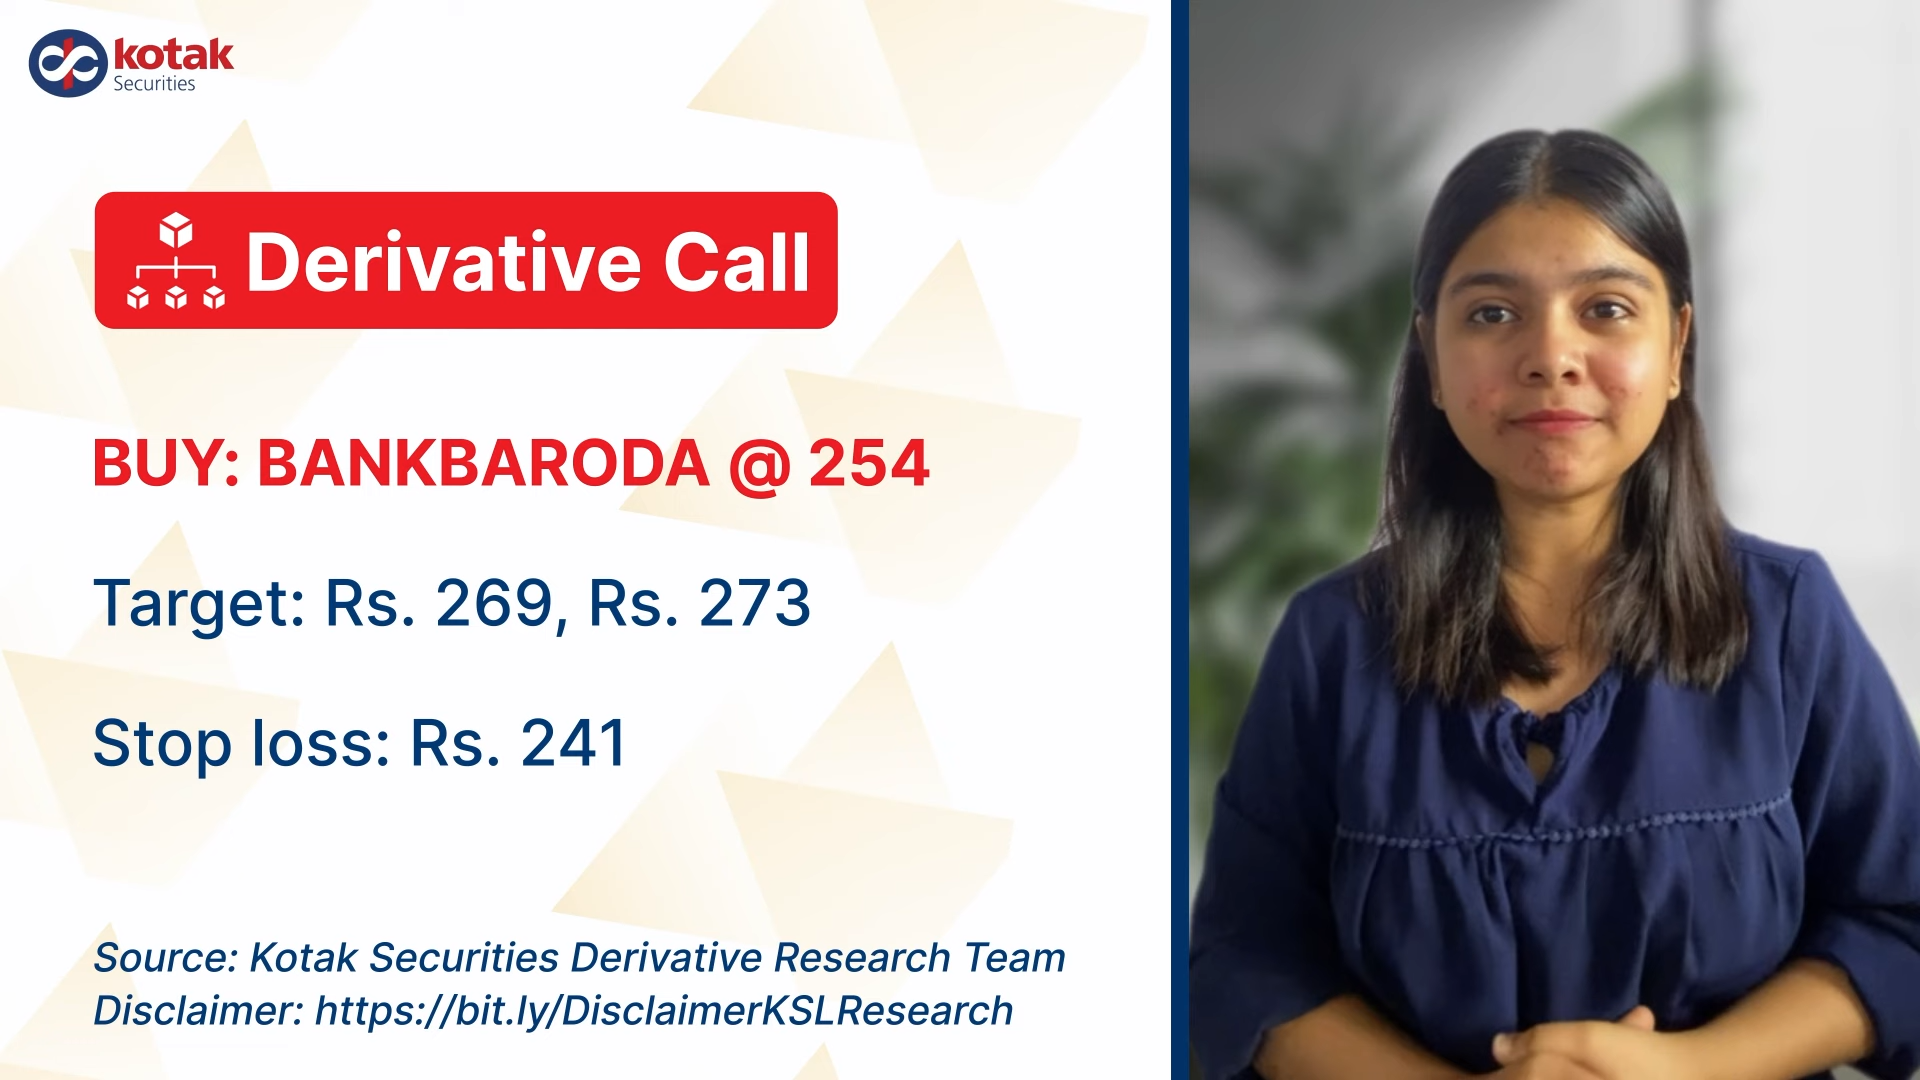 kotak
Securities
Derivative Call
BUY: BANKBARODA @ 254
Target: Rs. 269, Rs. 273
Stop loss: Rs. 241
Source: Kotak Securities Derivative Research Team
Disclaimer: https://bit.ly/DisclaimerKSLResearch